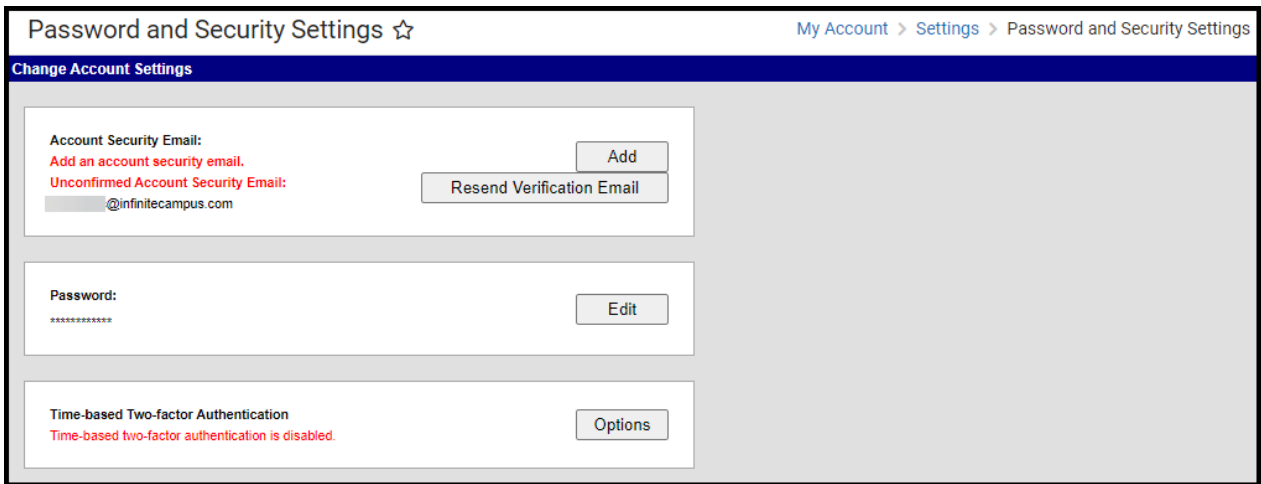 Password and Security Settings ☆
My Account > Settings > Password and Security Settings
Change Account Settings
Account Security Email:
Add an account security email.
Add
Unconfirmed Account Security Email:
Resend Verification Email
@infinitecampus.com
Password:
************
Edit
Time-based Two-factor Authentication
Time-based two-factor authentication is disabled.
Options